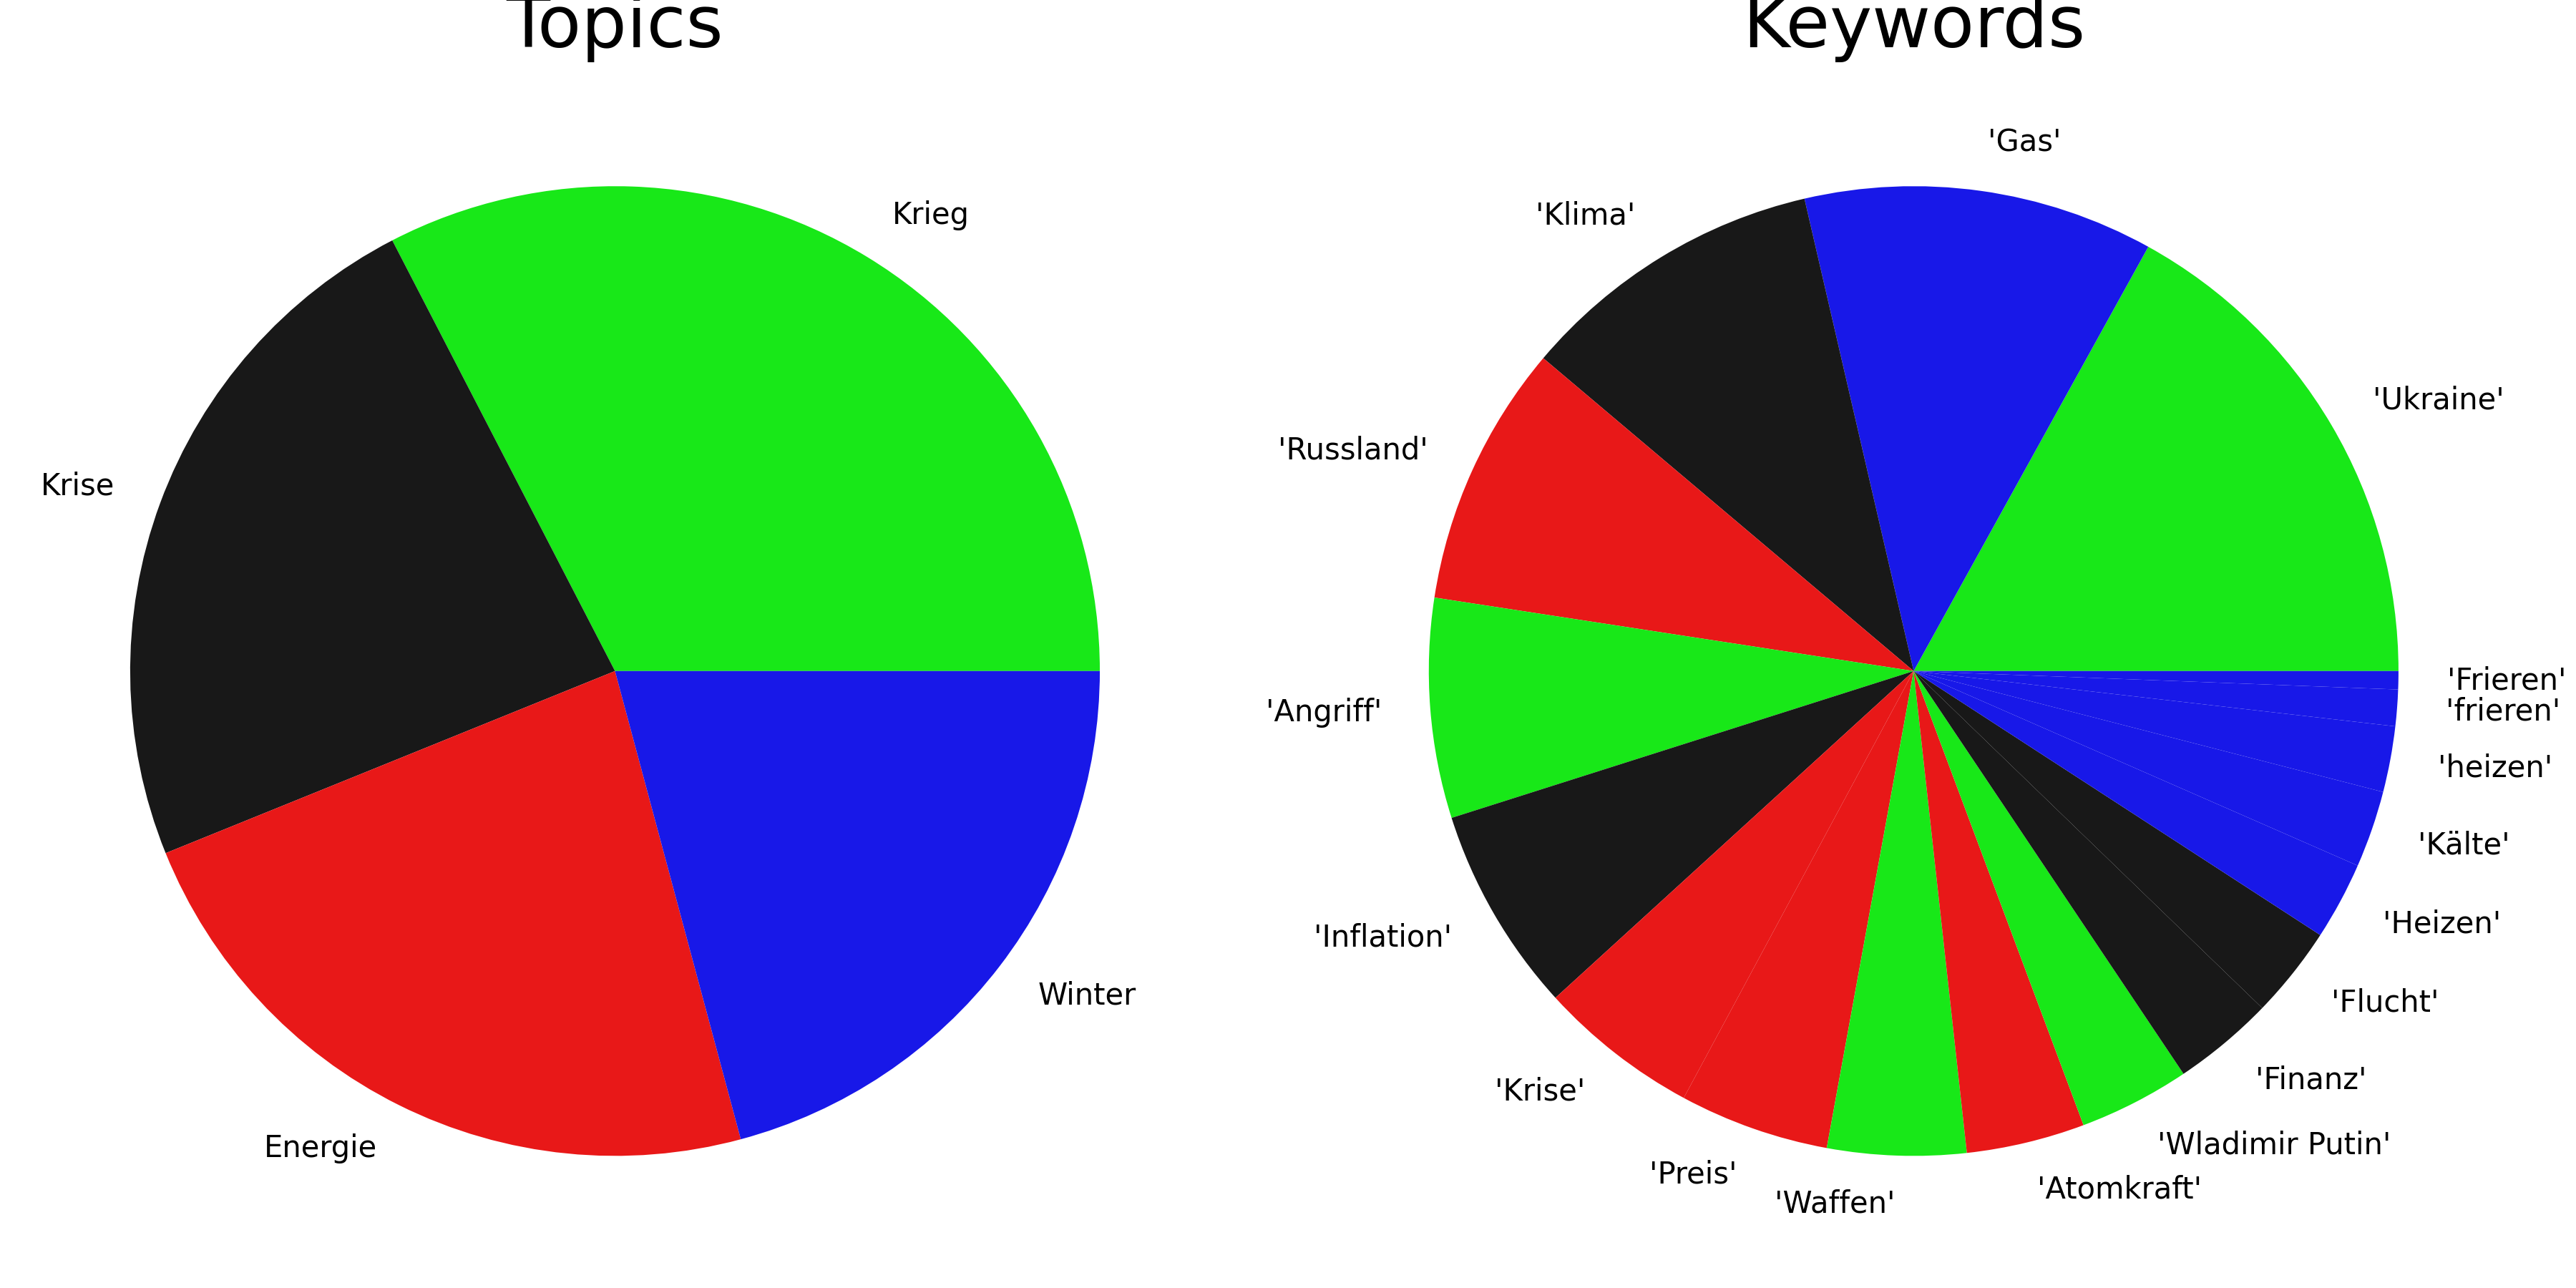 Topics
Krieg
Krise
Energie
Winter
Keywords
'Gas'
'Klima'
'Ukraine'
'Russland'
'Angriff'
'Inflation'
'Krise'
'Preis'
'Waffen'
'Atomkraft'
'Wladimir Putin'
'Finanz'
'Flucht'
'Heizen'
'Kälte'
'heizen'
'frieren'
'Frieren'